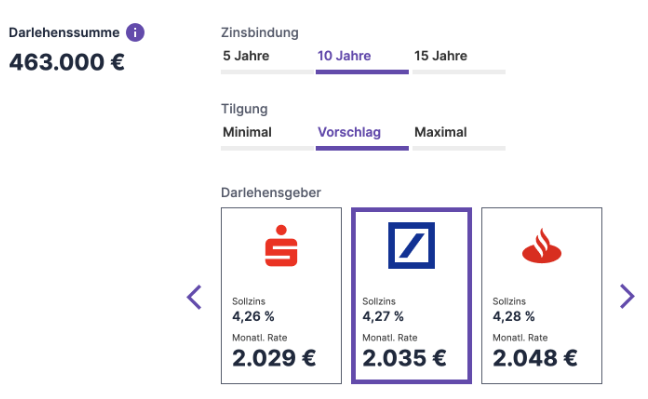 Darlehenssumme i
463.000 €
Zinsbindung
5 Jahre 10 Jahre 15 Jahre
Tilgung
Minimal Vorschlag Maximal
Darlehensgeber
Sollzins
4,26 %
Monatl. Rate
2.029 €
Sollzins
4,27 %
Monatl. Rate
2.035 €
Sollzins
4,28 %
Monatl. Rate
2.048 €